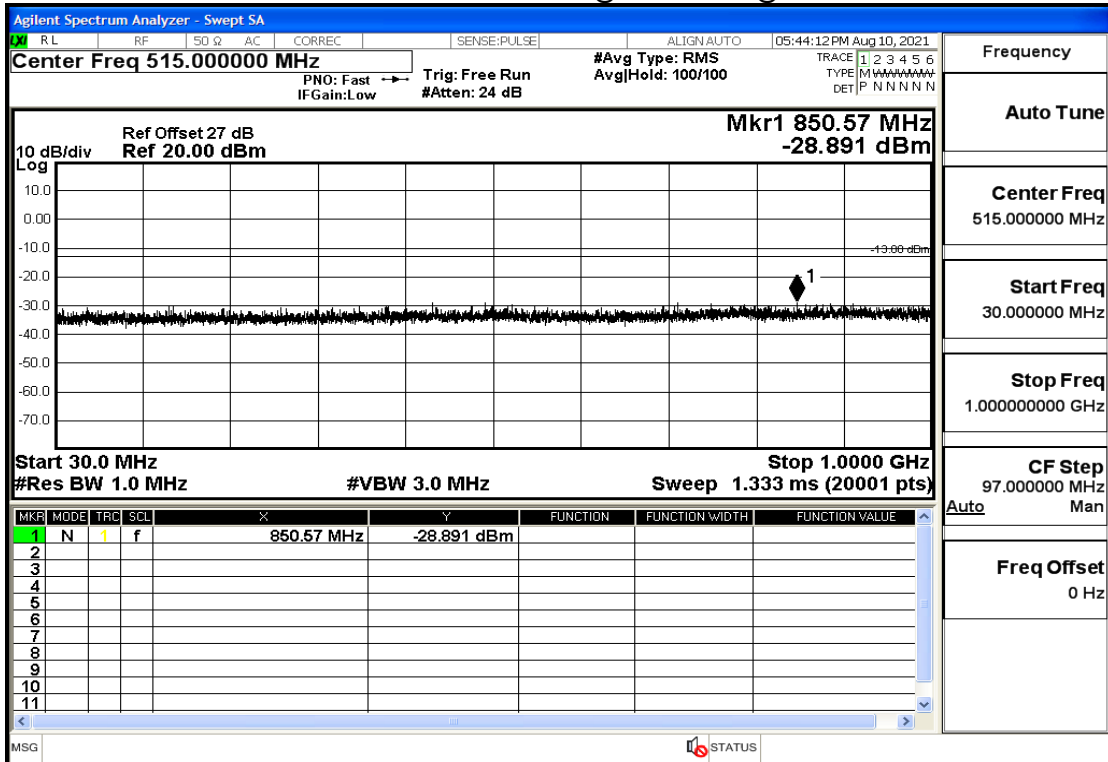 Agilent Spectrum Analyzer - Swept SA
LXI RL RF 50 Ω AC CORREC SENSE:PULSE ALIGN AUTO 05:44:12 PM Aug 10, 2021
Center Freq 515.000000 MHz
PNO: Fast
IFGain:Low
Trig: Free Run
#Atten: 24 dB
#Avg Type: RMS
Avg|Hold: 100/100
TRACE 1 2 3 4 5 6
TYPE M WWWWW
DET P N N N N N
Ref Offset 27 dB
10 dB/div Ref 20.00 dBm
Log
Mkr1 850.57 MHz
-28.891 dBm
10.0
0.00
-10.0
-13.00 dBm
-20.0
1
-30.0
-40.0
-50.0
-60.0
-70.0
Start 30.0 MHz Stop 1.0000 GHz
#Res BW 1.0 MHz #VBW 3.0 MHz Sweep 1.333 ms (20001 pts)
MKR MODE TRC SCL X Y FUNCTION FUNCTION WIDTH FUNCTION VALUE
1 N 1 f 850.57 MHz -28.891 dBm
2
3
4
5
6
7
8
9
10
11
MSG STATUS
Frequency
Auto Tune
Center Freq
515.000000 MHz
Start Freq
30.000000 MHz
Stop Freq
1.000000000 GHz
CF Step
97.000000 MHz
Auto Man
Freq Offset
0 Hz